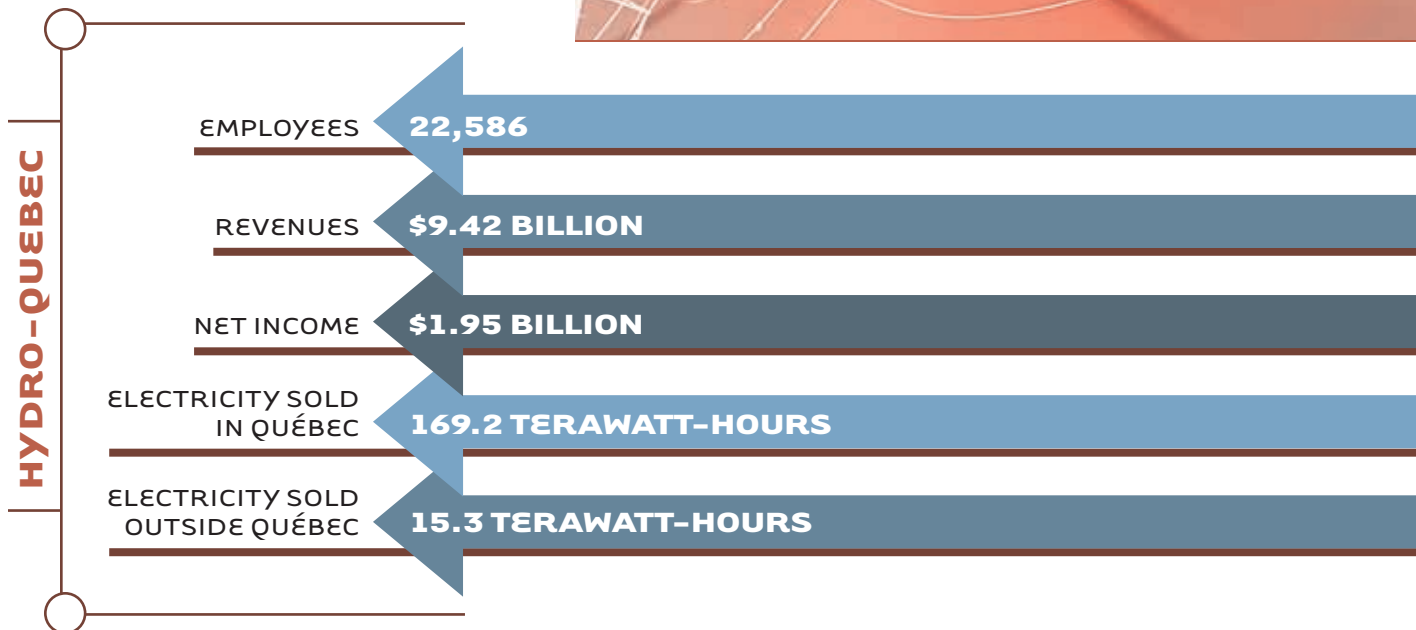 HYDRO-QUEBEC
EMPLOYEES 22,586
REVENUES $9.42 BILLION
NET INCOME $1.95 BILLION
ELECTRICITY SOLD
IN QUÉBEC 169.2 TERAWATT-HOURS
ELECTRICITY SOLD
OUTSIDE QUÉBEC 15.3 TERAWATT-HOURS